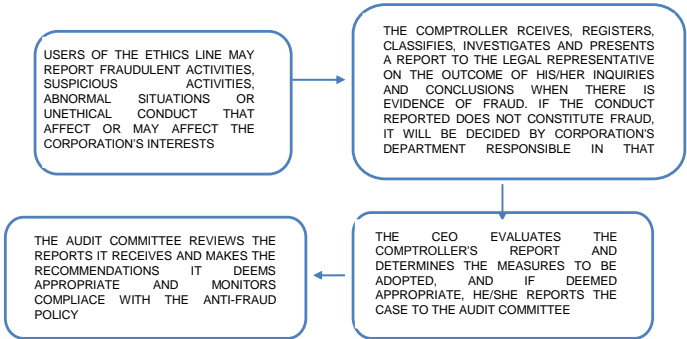 USERS OF THE ETHICS LINE MAY
REPORT FRAUDULENT ACTIVITIES,
SUSPICIOUS ACTIVITIES,
ABNORMAL SITUATIONS OR
UNETHICAL CONDUCT THAT
AFFECT OR MAY AFFECT THE
CORPORATION'S INTERESTS
THE COMPTROLLER RCEIVES, REGISTERS,
CLASSIFIES, INVESTIGATES AND PRESENTS
A REPORT TO THE LEGAL REPRESENTATIVE
ON THE OUTCOME OF HIS/HER INQUIRIES
AND CONCLUSIONS WHEN THERE IS
EVIDENCE OF FRAUD. IF THE CONDUCT
REPORTED DOES NOT CONSTITUTE FRAUD,
IT WILL BE DECIDED BY CORPORATION'S
DEPARTMENT RESPONSIBLE IN THAT
THE CEO EVALUATES THE
COMPTROLLER'S REPORT AND
DETERMINES THE MEASURES TO BE
ADOPTED, AND IF DEEMED
APPROPRIATE, HE/SHE REPORTS THE
CASE TO THE AUDIT COMMITTEE
THE AUDIT COMMITTEE REVIEWS THE
REPORTS IT RECEIVES AND MAKES THE
RECOMMENDATIONS IT DEEMS
APPROPRIATE AND MONITORS
COMPLIACE WITH THE ANTI-FRAUD
POLICY